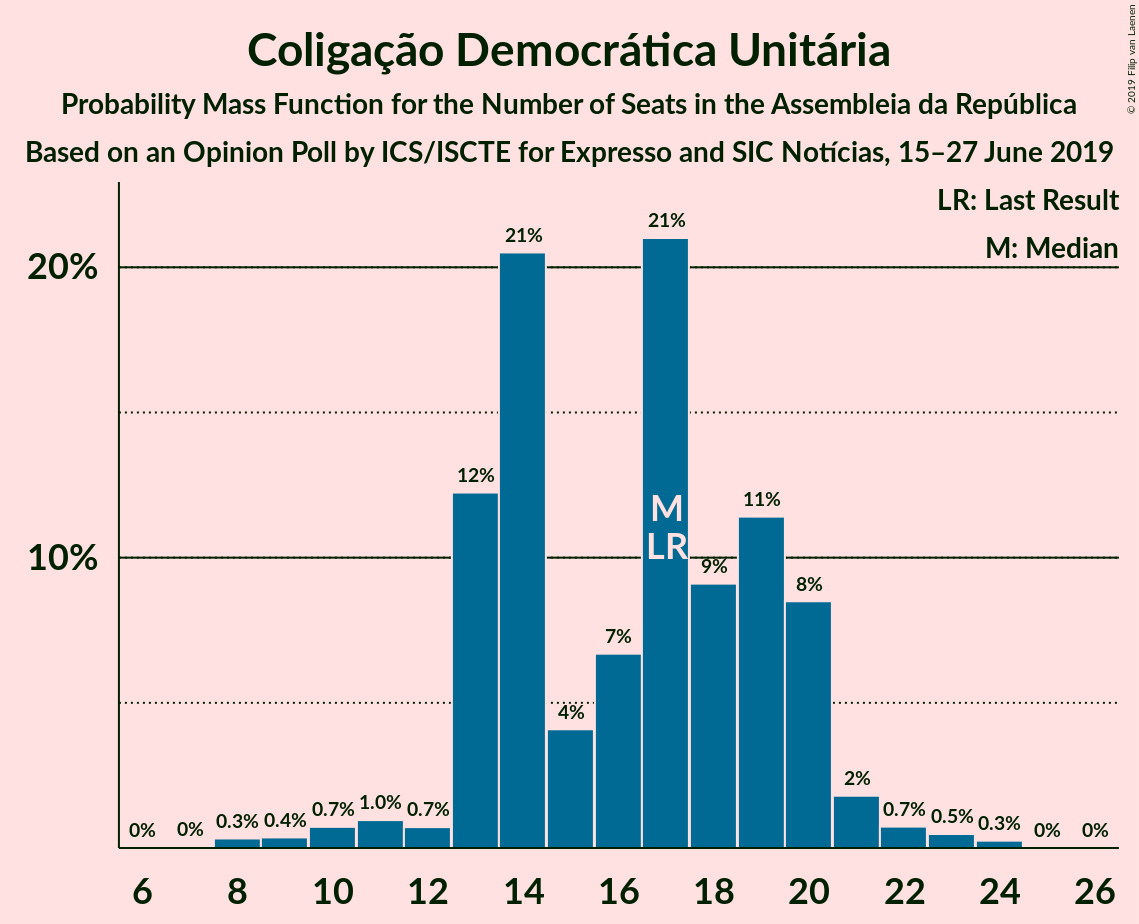 Coligação Democrática Unitária
Probability Mass Function for the Number of Seats in the Assembleia da República
Based on an Opinion Poll by ICS/ISCTE for Expresso and SIC Notícias, 15–27 June 2019
© 2019 Filip van Laenen
LR: Last Result
M: Median
20%
10%
0%
0%
0.3%
0.4%
0.7%
1.0%
0.7%
12%
21%
4%
7%
21%
M
LR
9%
11%
8%
2%
0.7%
0.5%
0.3%
0%
0%
6 8 10 12 14 16 18 20 22 24 26